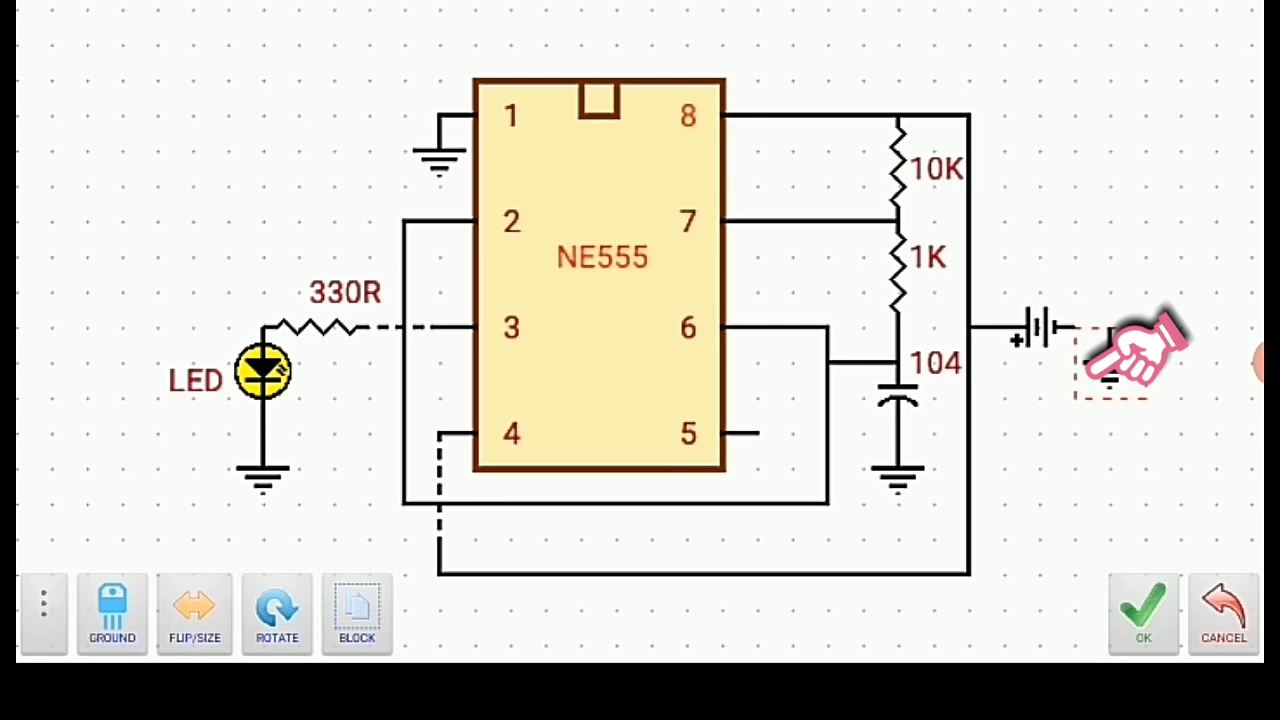 1
8
10K
2
7
NE555
1K
330R
3
6
LED
104
4
5
GROUND
FLIP/SIZE
ROTATE
BLOCK
OK
CANCEL